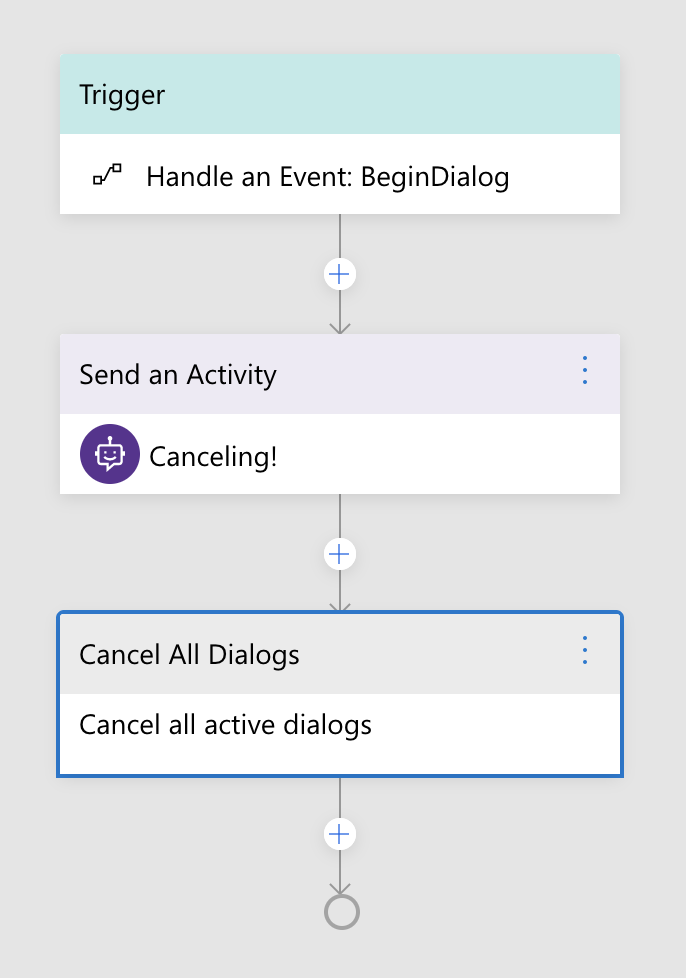 Trigger
Handle an Event: BeginDialog
Send an Activity
Canceling!
Cancel All Dialogs
Cancel all active dialogs